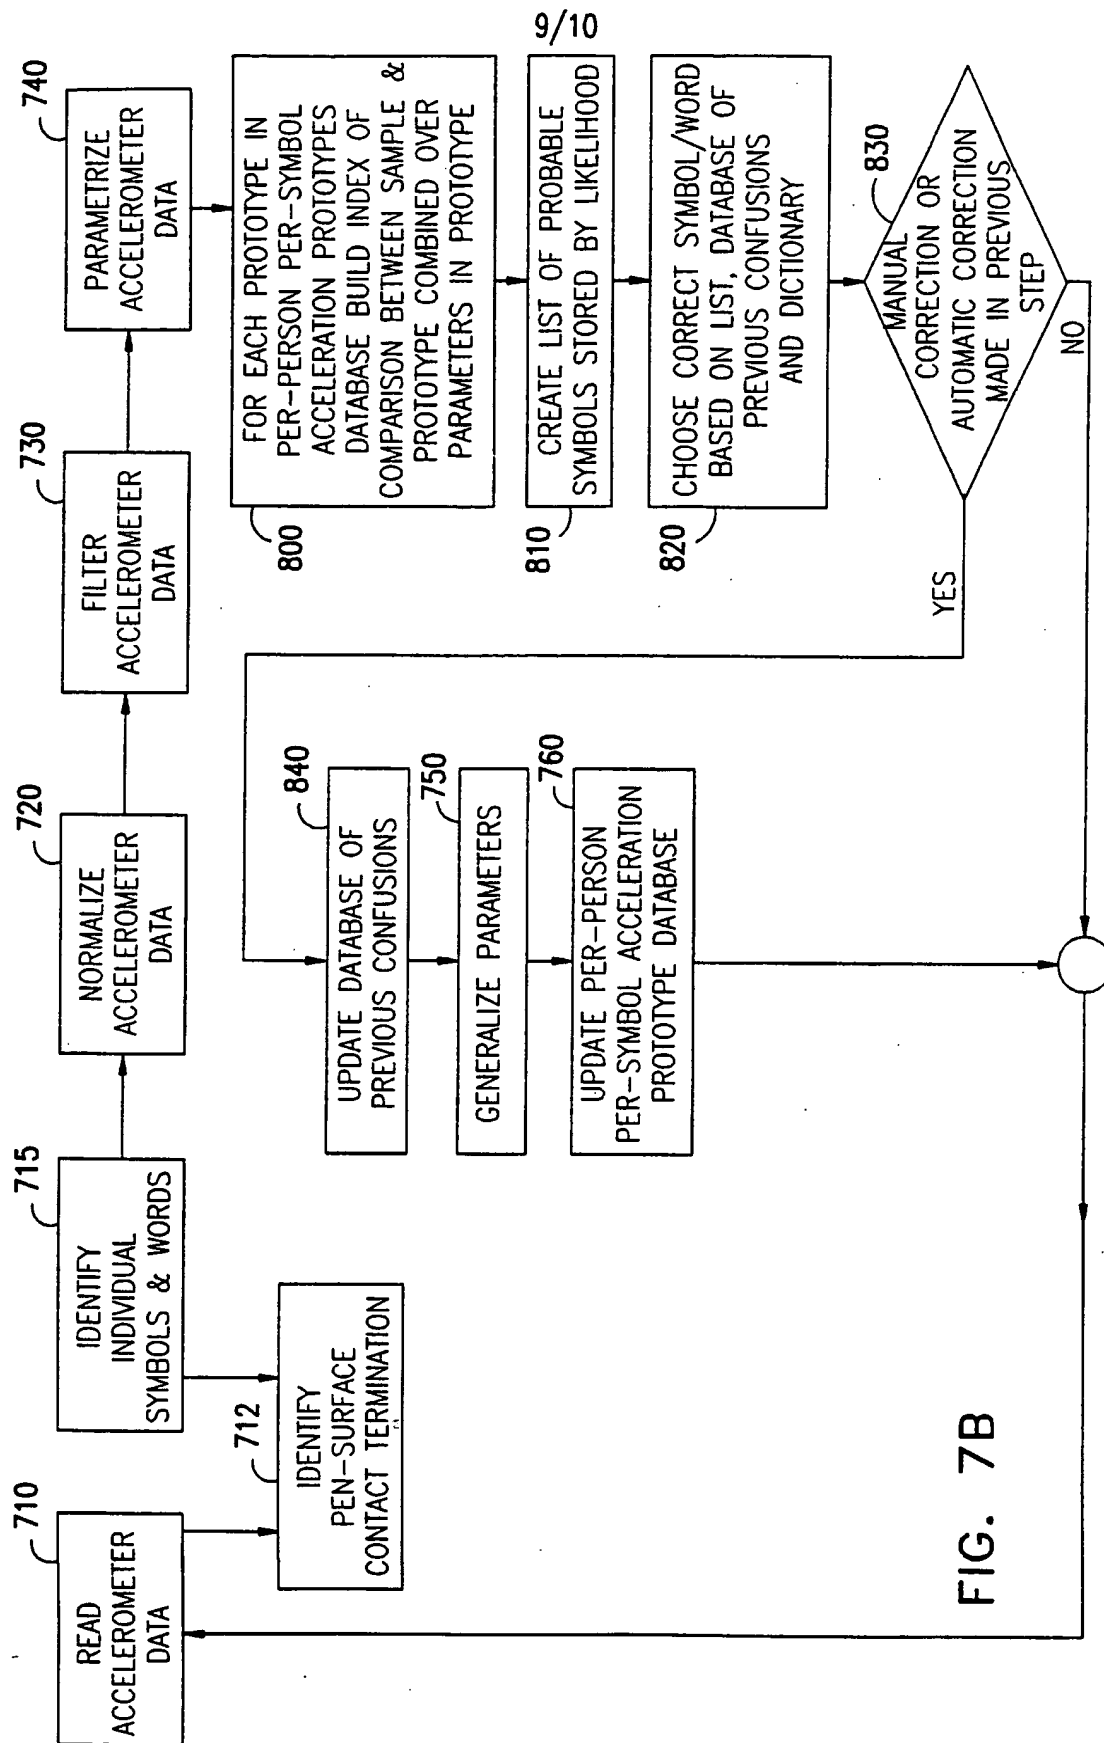 9/10
710
READ
ACCELEROMETER
DATA
712
IDENTIFY
PEN-SURFACE
CONTACT TERMINATION
715
IDENTIFY
INDIVIDUAL
SYMBOLS & WORDS
720
NORMALIZE
ACCELEROMETER
DATA
730
FILTER
ACCELEROMETER
DATA
740
PARAMETRIZE
ACCELEROMETER
DATA
800
FOR EACH PROTOTYPE IN
PER-PERSON PER-SYMBOL
ACCELERATION PROTOTYPES
DATABASE BUILD INDEX OF
COMPARISON BETWEEN SAMPLE &
PROTOTYPE COMBINED OVER
PARAMETERS IN PROTOTYPE
810
CREATE LIST OF PROBABLE
SYMBOLS STORED BY LIKELIHOOD
820
CHOOSE CORRECT SYMBOL/WORD
BASED ON LIST, DATABASE OF
PREVIOUS CONFUSIONS
AND DICTIONARY
830
MANUAL
CORRECTION OR
AUTOMATIC CORRECTION
MADE IN PREVIOUS
STEP
YES
NO
840
UPDATE DATABASE OF
PREVIOUS CONFUSIONS
750
GENERALIZE PARAMETERS
760
UPDATE PER-PERSON
PER-SYMBOL ACCELERATION
PROTOTYPE DATABASE
FIG. 7B